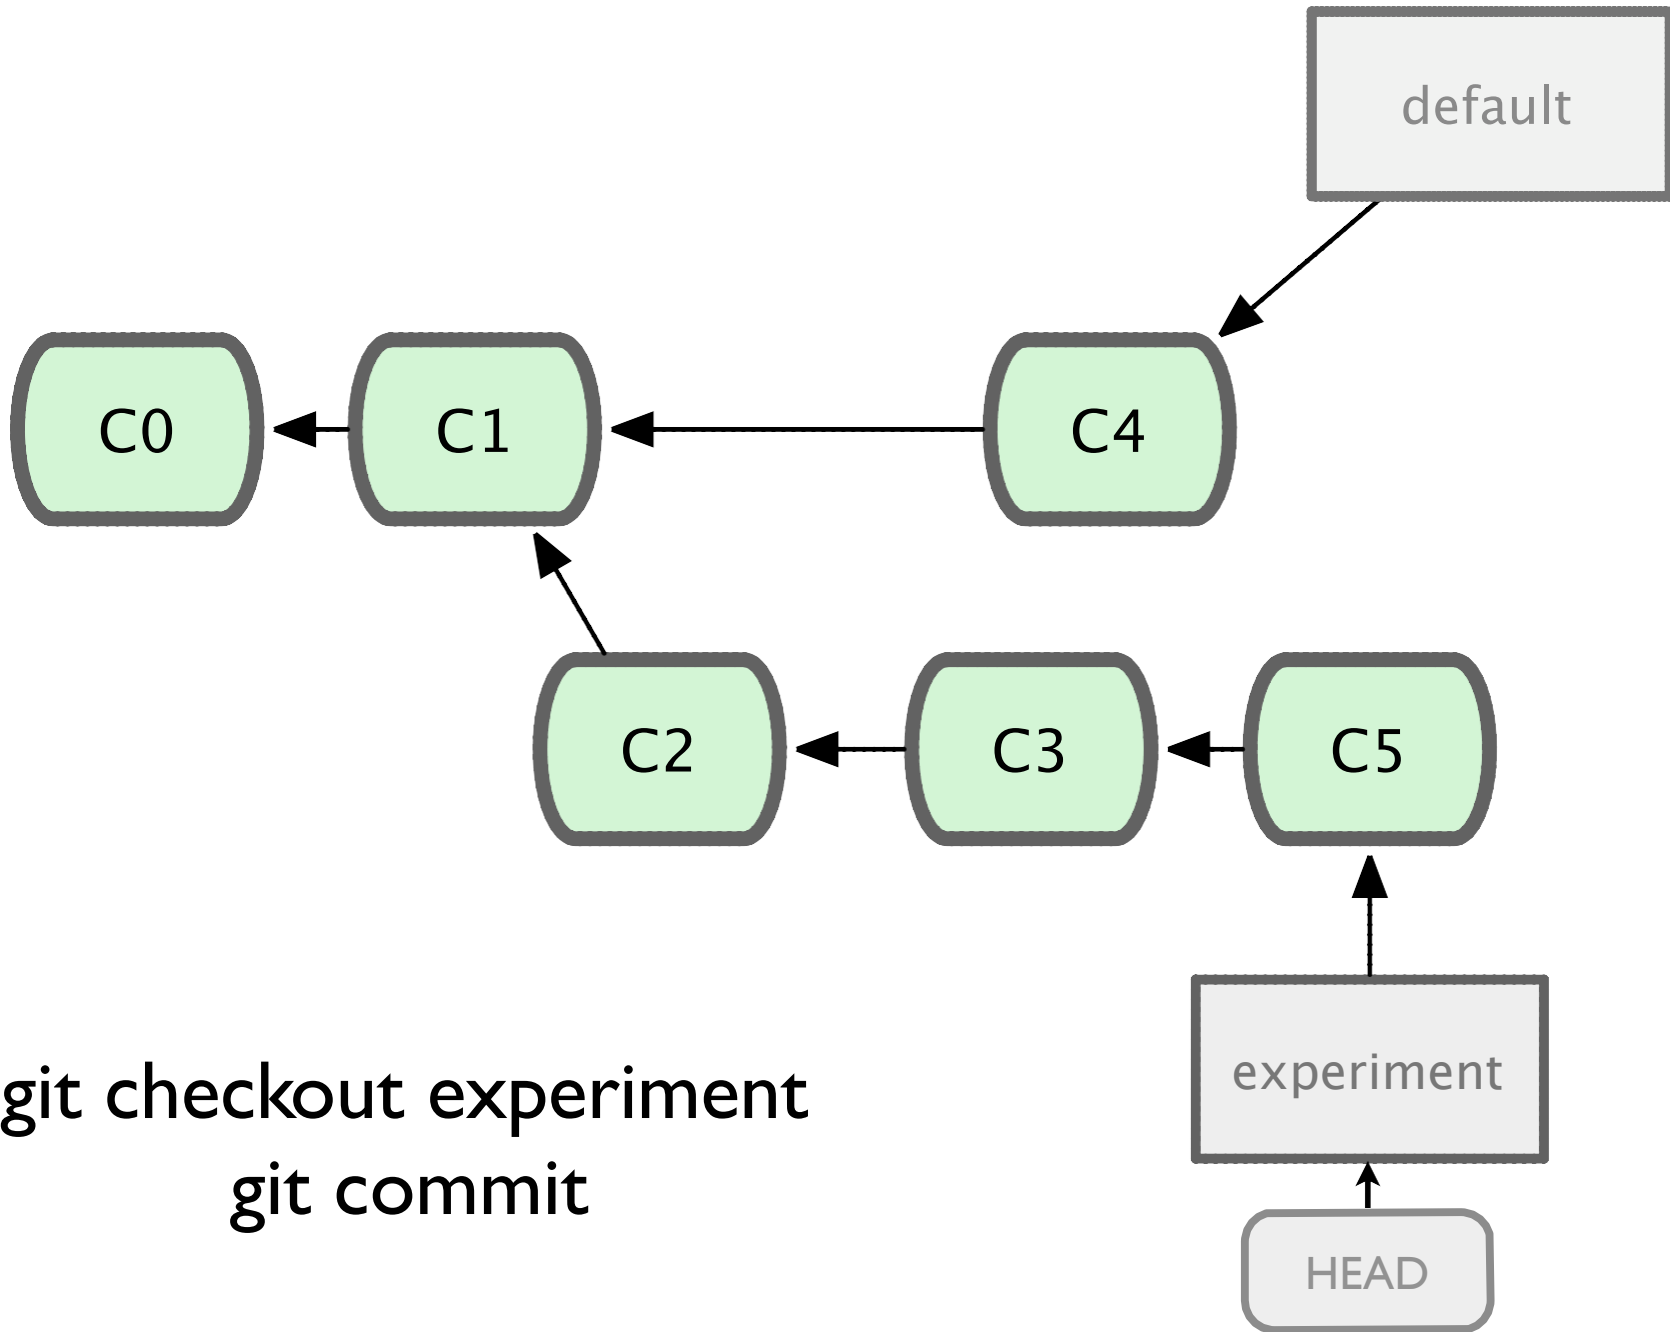 default
C0
C1
C4
C2
C3
C5
experiment
git checkout experiment
git commit
HEAD